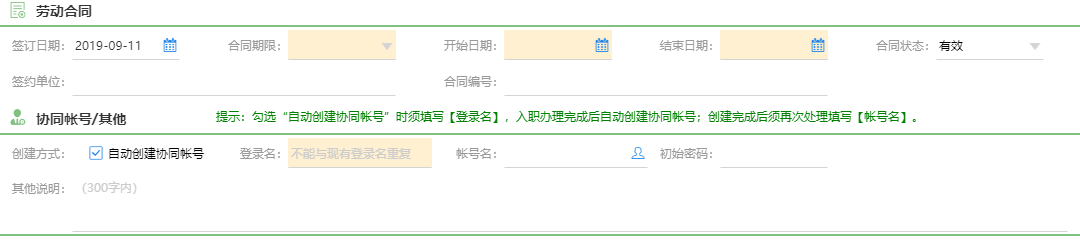 劳动合同
签订日期： 2019-09-11 合同期限： 开始日期： 结束日期： 合同状态： 有效
签约单位： 合同编号：
协同帐号/其他 提示：勾选“自动创建协同帐号”时须填写【登录名】，入职办理完成后自动创建协同帐号；创建完成后须再次处理填写【帐号名】。
创建方式： 自动创建协同帐号 登录名： 不能与现有登录名重复 帐号名： 初始密码：
其他说明： （300字内）